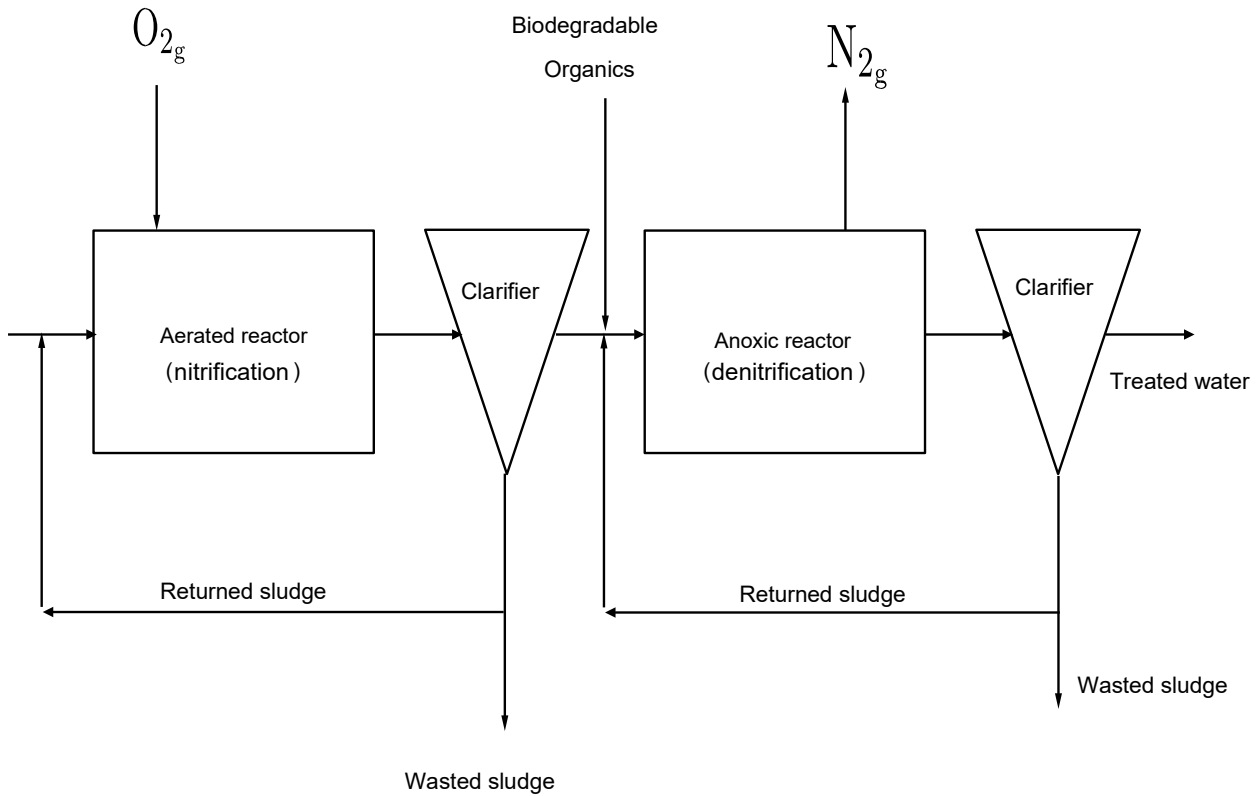 O2g
Biodegradable
Organics
N2g
Aerated reactor
(nitrification)
Clarifier
Anoxic reactor
(denitrification)
Clarifier
Treated water
Returned sludge
Returned sludge
Wasted sludge
Wasted sludge